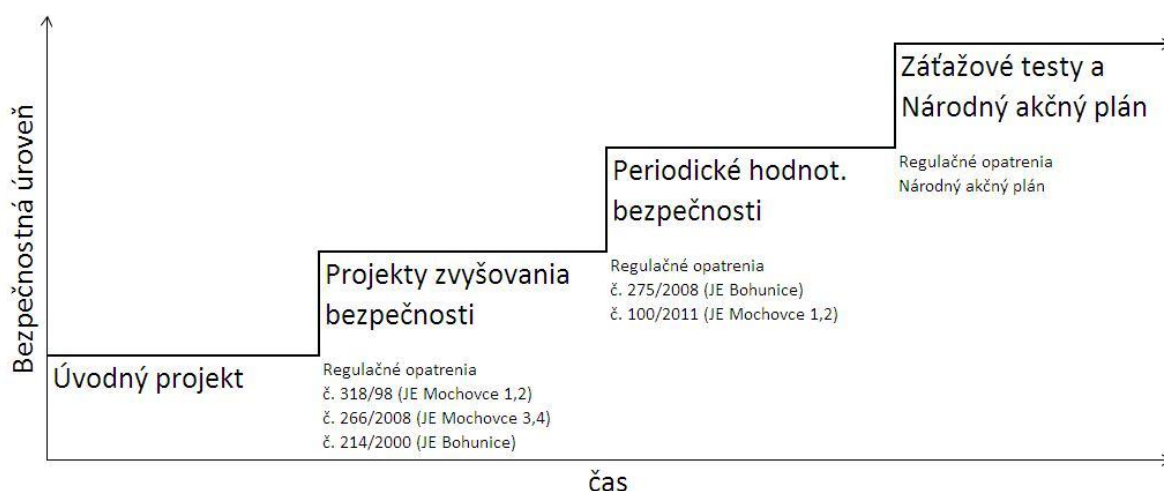 Bezpečnostná úroveň
Záťažové testy a
Národný akčný plán
Regulačné opatrenia
Národný akčný plán
Periodické hodnot.
bezpečnosti
Regulačné opatrenia
č. 275/2008 (JE Bohunice)
č. 100/2011 (JE Mochovce 1,2)
Projekty zvyšovania
bezpečnosti
Regulačné opatrenia
č. 318/98 (JE Mochovce 1,2)
č. 266/2008 (JE Mochovce 3,4)
č. 214/2000 (JE Bohunice)
Úvodný projekt
čas